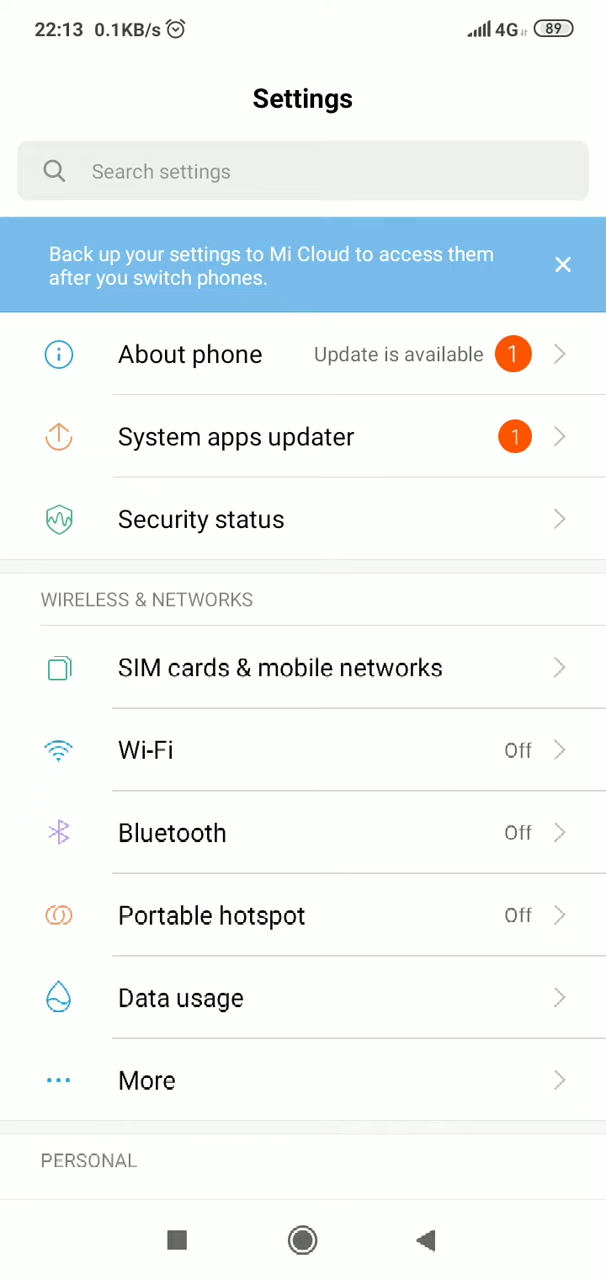 22:13 0.1KB/s 4G 89
Settings
Search settings
Back up your settings to Mi Cloud to access them
after you switch phones.
About phone Update is available 1
System apps updater 1
Security status
WIRELESS & NETWORKS
SIM cards & mobile networks
Wi-Fi Off
Bluetooth Off
Portable hotspot Off
Data usage
More
PERSONAL